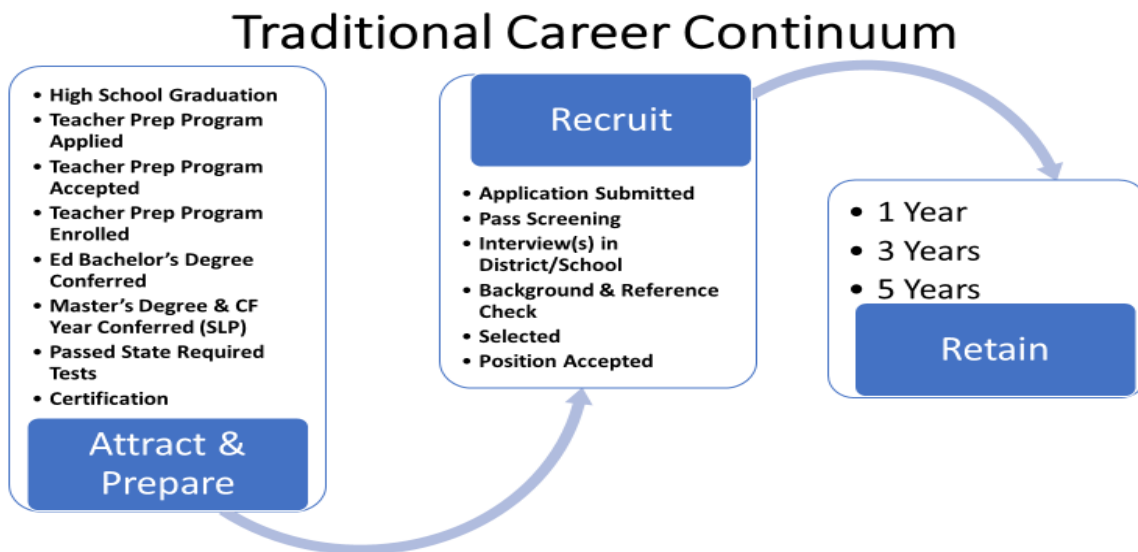 Traditional Career Continuum
• High School Graduation
• Teacher Prep Program
Applied
• Teacher Prep Program
Accepted
• Teacher Prep Program
Enrolled
• Ed Bachelor's Degree
Conferred
• Master's Degree & CF
Year Conferred (SLP)
• Passed State Required
Tests
• Certification
Attract &
Prepare
Recruit
• Application Submitted
• Pass Screening
• Interview(s) in
District/School
• Background & Reference
Check
• Selected
• Position Accepted
• 1 Year
• 3 Years
• 5 Years
Retain